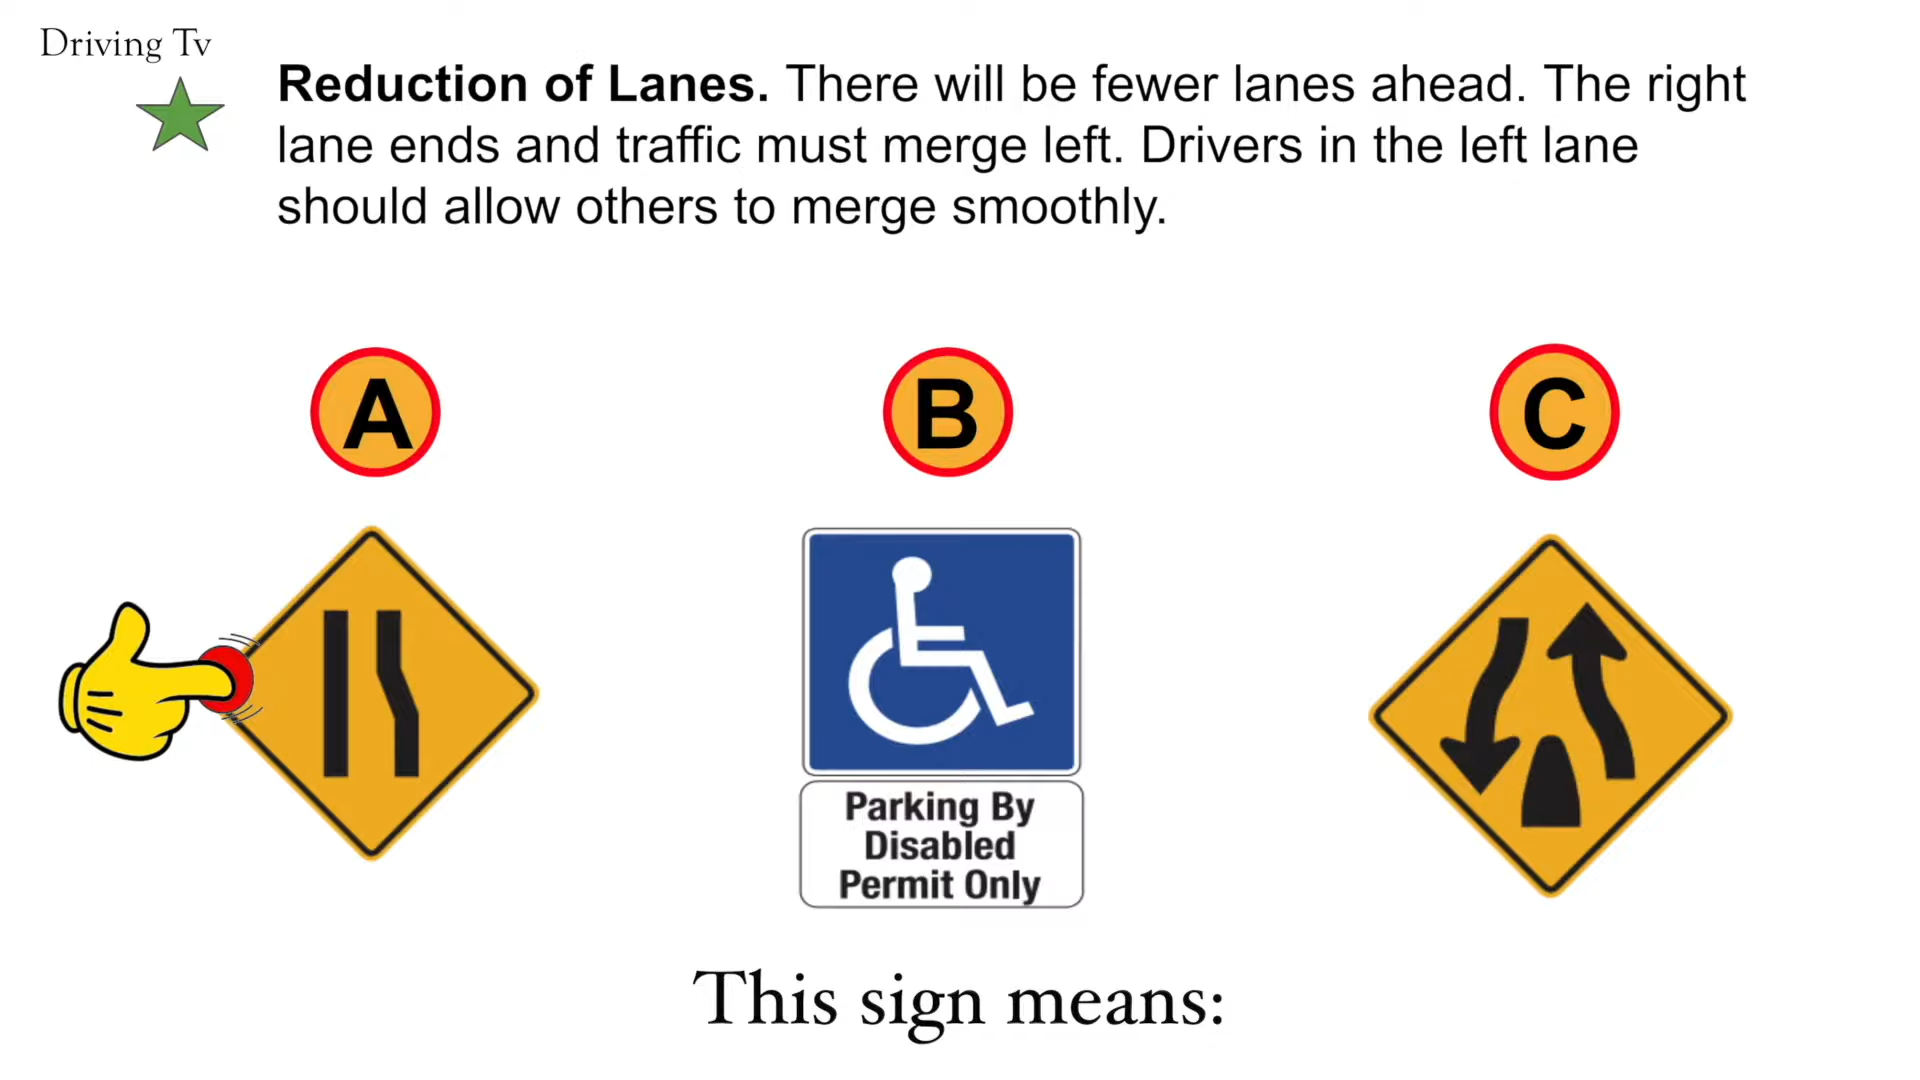 Driving Tv
Reduction of Lanes. There will be fewer lanes ahead. The right
lane ends and traffic must merge left. Drivers in the left lane
should allow others to merge smoothly.
A
B
C
Parking By
Disabled
Permit Only
This sign means: